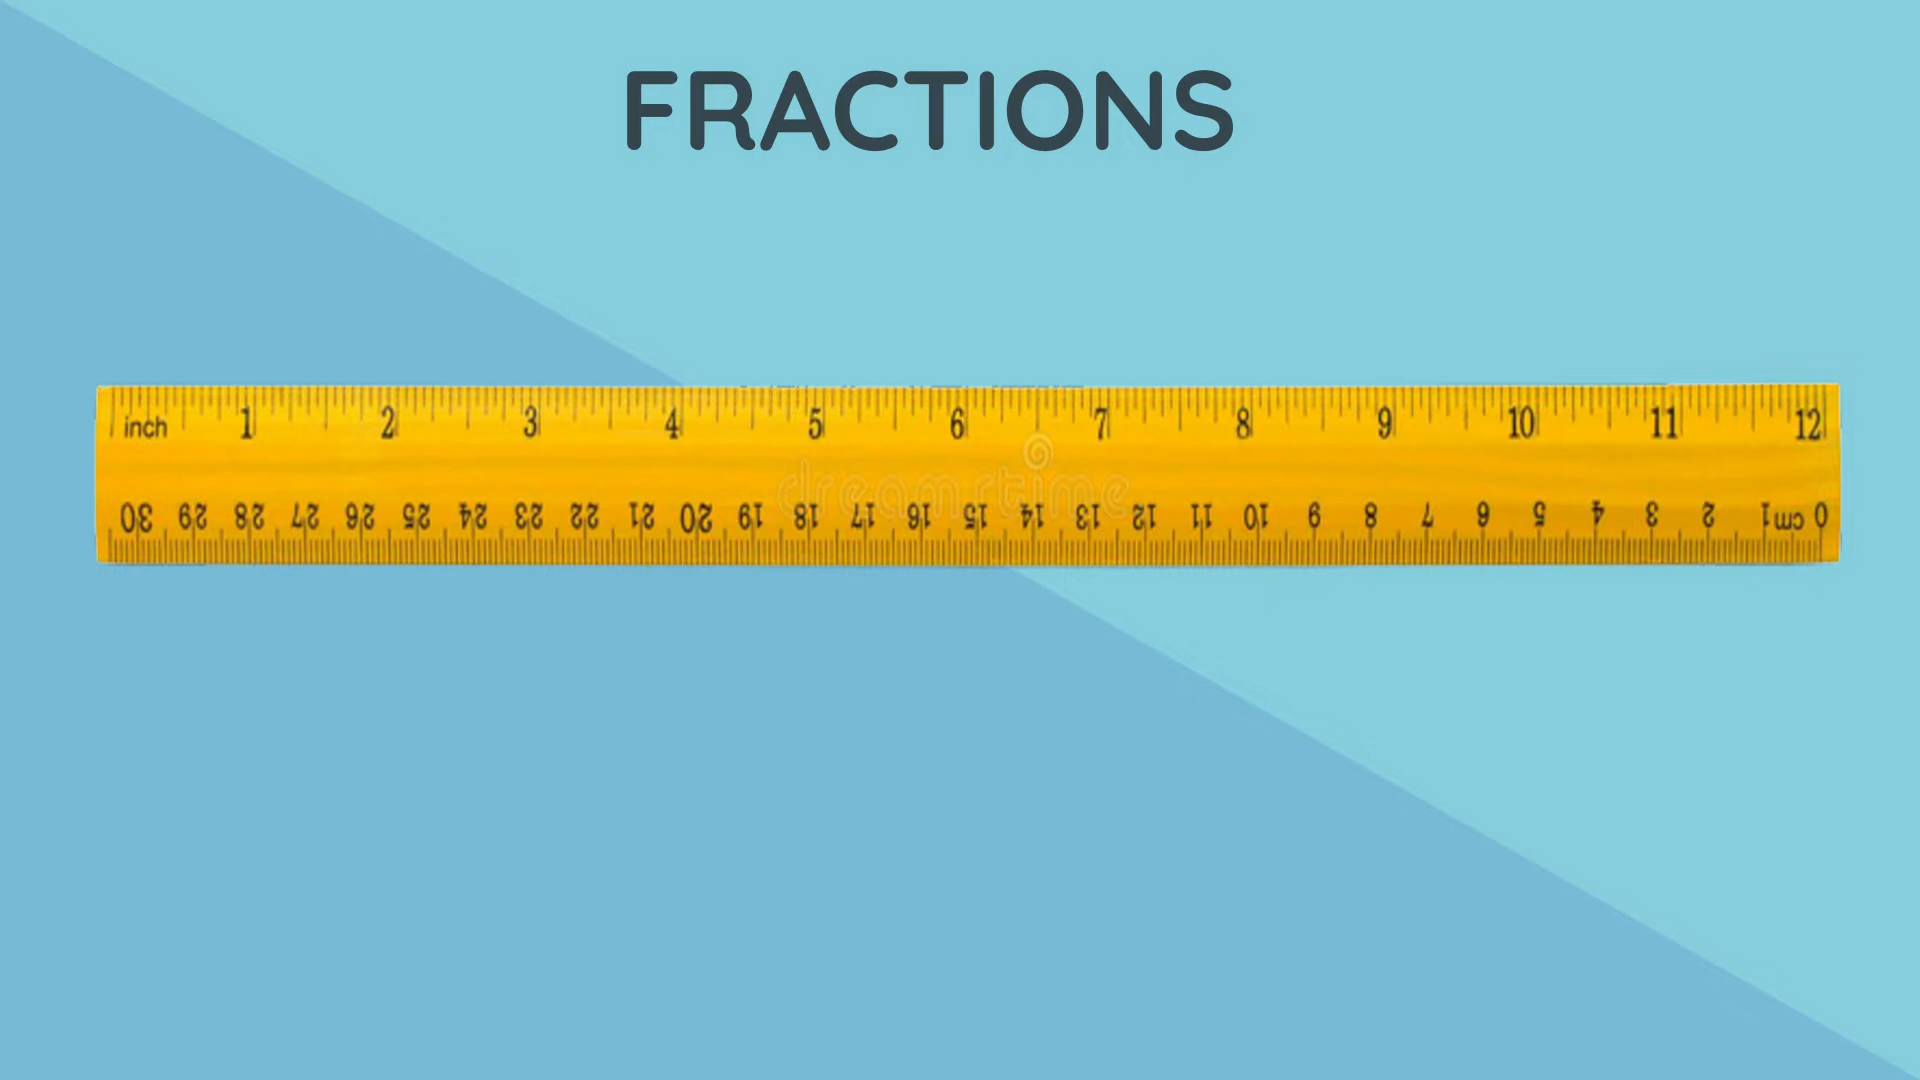 FRACTIONS
inch 1 2 3 4 5 6 7 8 9 10 11 12
dreamstime
30 29 28 27 26 25 24 23 22 21 20 19 18 17 16 15 14 13 12 11 10 9 8 7 6 5 4 3 2 1cm 0